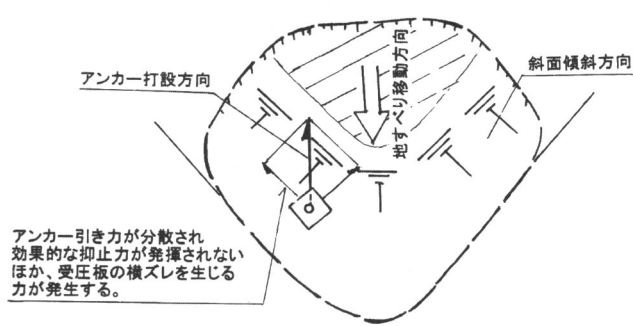 アンカー打設方向
地すべり移動方向
斜面傾斜方向
アンカー引き力が分散され
効果的な抑止力が発揮されない
ほか、受圧板の横ズレを生じる
力が発生する。